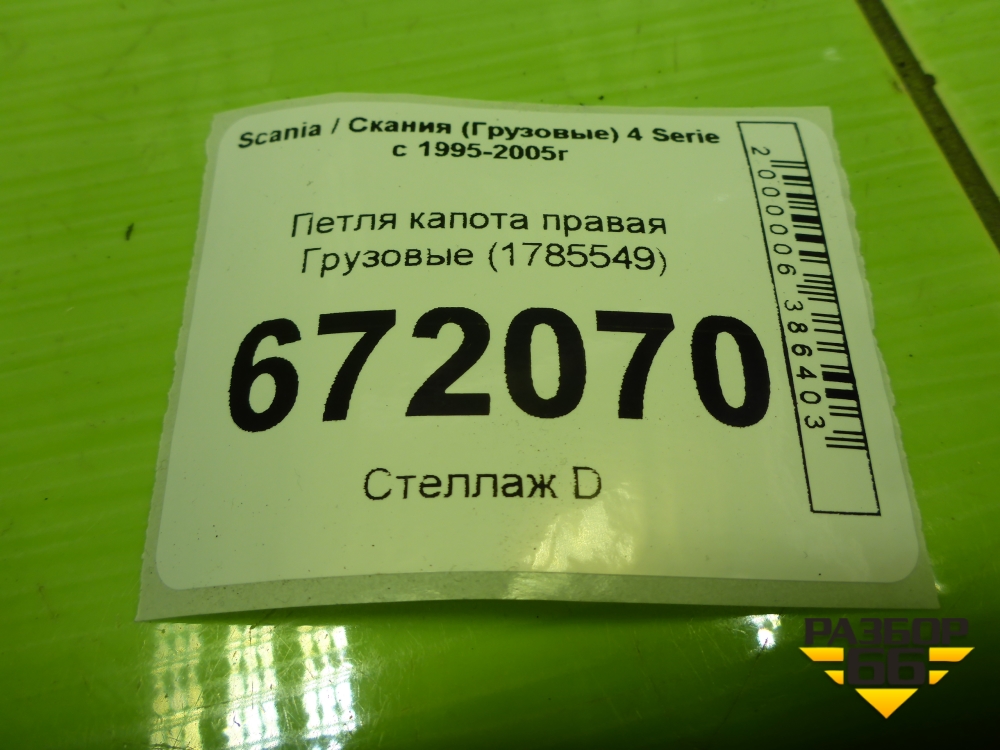 Scania / Скания (Грузовые) 4 Serie
с 1995-2005г
Петля капота правая
Грузовые (1785549)
672070
Стеллаж D
2000006386403
РАЗБОР
66